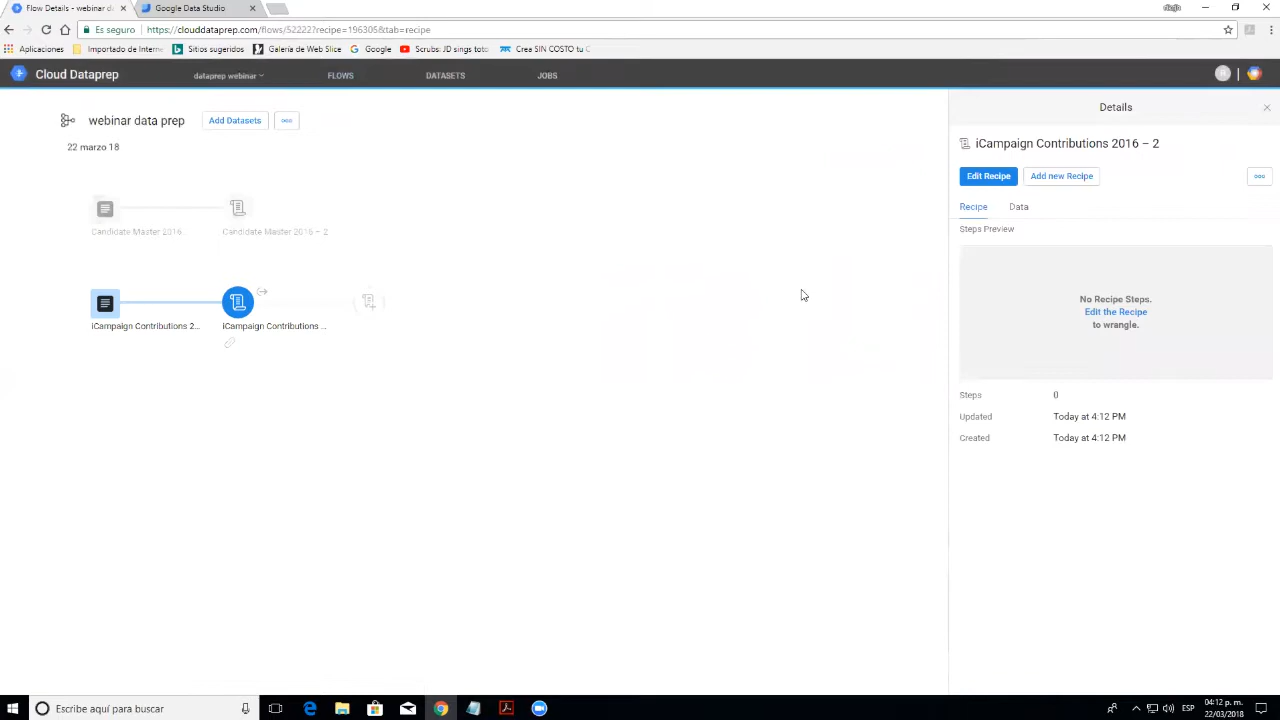 Flow Details - webinar d
Google Data Studio
Es seguro
https://clouddataprep.com/flows/52222?recipe=196305&tab=recipe
Aplicaciones
Importado de Intern
Sitios sugeridos
Galería de Web Slice
Google
Scrubs: JD sings toto
Crea SIN COSTO tu C
Cloud Dataprep
dataprep webinar
FLOWS
DATASETS
JOBS
R
webinar data prep
Add Datasets
22 marzo 18
Candidate Master 2016..
Candidate Master 2016 – 2
iCampaign Contributions 2...
iCampaign Contributions ...
Details
iCampaign Contributions 2016 – 2
Edit Recipe
Add new Recipe
Recipe
Data
Steps Preview
No Recipe Steps.
Edit the Recipe
to wrangle.
Steps 0
Updated Today at 4:12 PM
Created Today at 4:12 PM
Escribe aquí para buscar
ESP
04:12 p. m.
22/03/2018